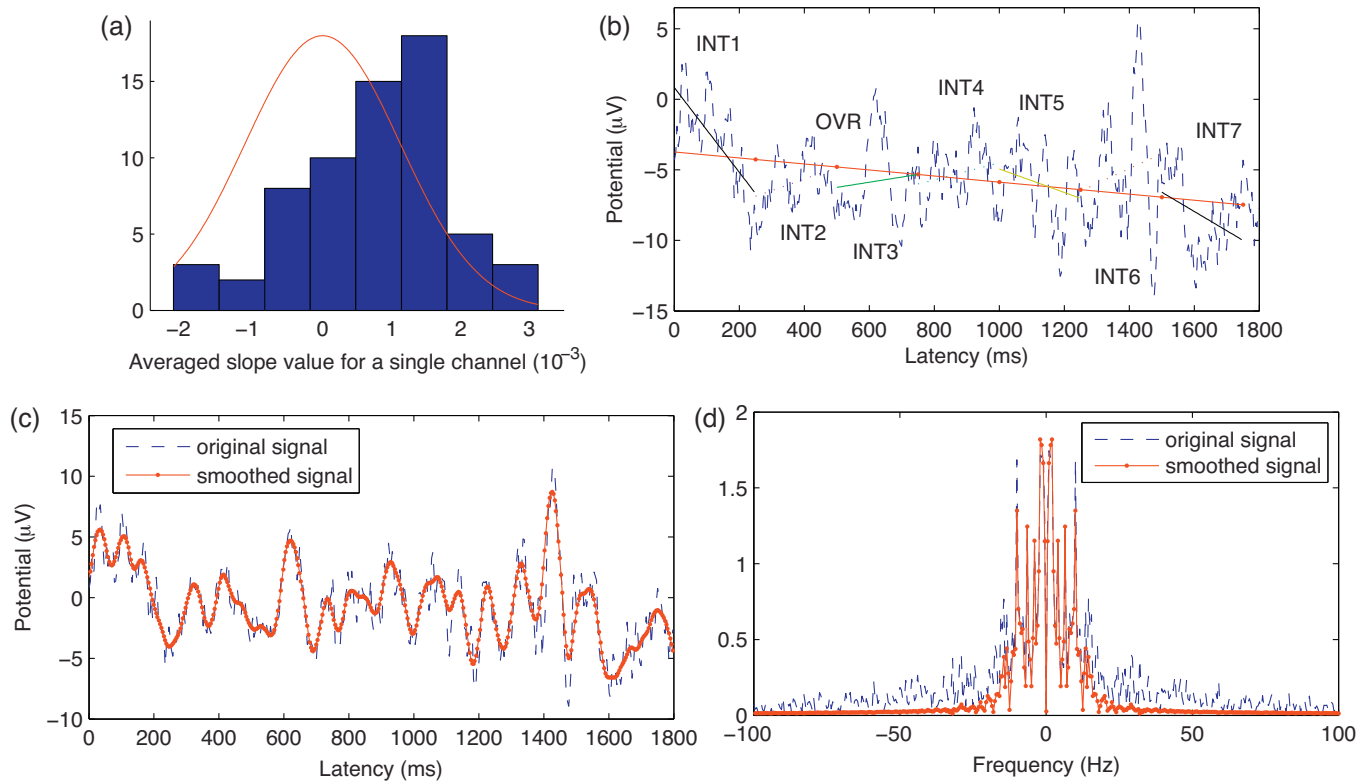 (a)
15
10
5
0
−2 −1 0 1 2 3
Averaged slope value for a single channel (10−3)
(b)
INT1
INT2
OVR
INT3
INT4
INT5
INT6
INT7
5
0
−5
−10
−15
Potential (μV)
0 200 400 600 800 1000 1200 1400 1600 1800
Latency (ms)
(c)
original signal
smoothed signal
15
10
5
0
−5
−10
Potential (μV)
0 200 400 600 800 1000 1200 1400 1600 1800
Latency (ms)
(d)
original signal
smoothed signal
2
1.5
1
0.5
0
−100 −50 0 50 100
Frequency (Hz)